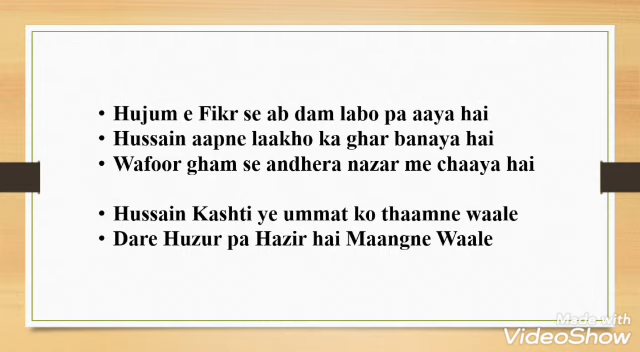 • Hujum e Fikr se ab dam labo pa aaya hai
• Hussain aapne laakho ka ghar banaya hai
• Wafoor gham se andhera nazar me chaaya hai
• Hussain Kashti ye ummat ko thaamne waale
• Dare Huzur pa Hazir hai Maangne Waale
Made with
VideoShow